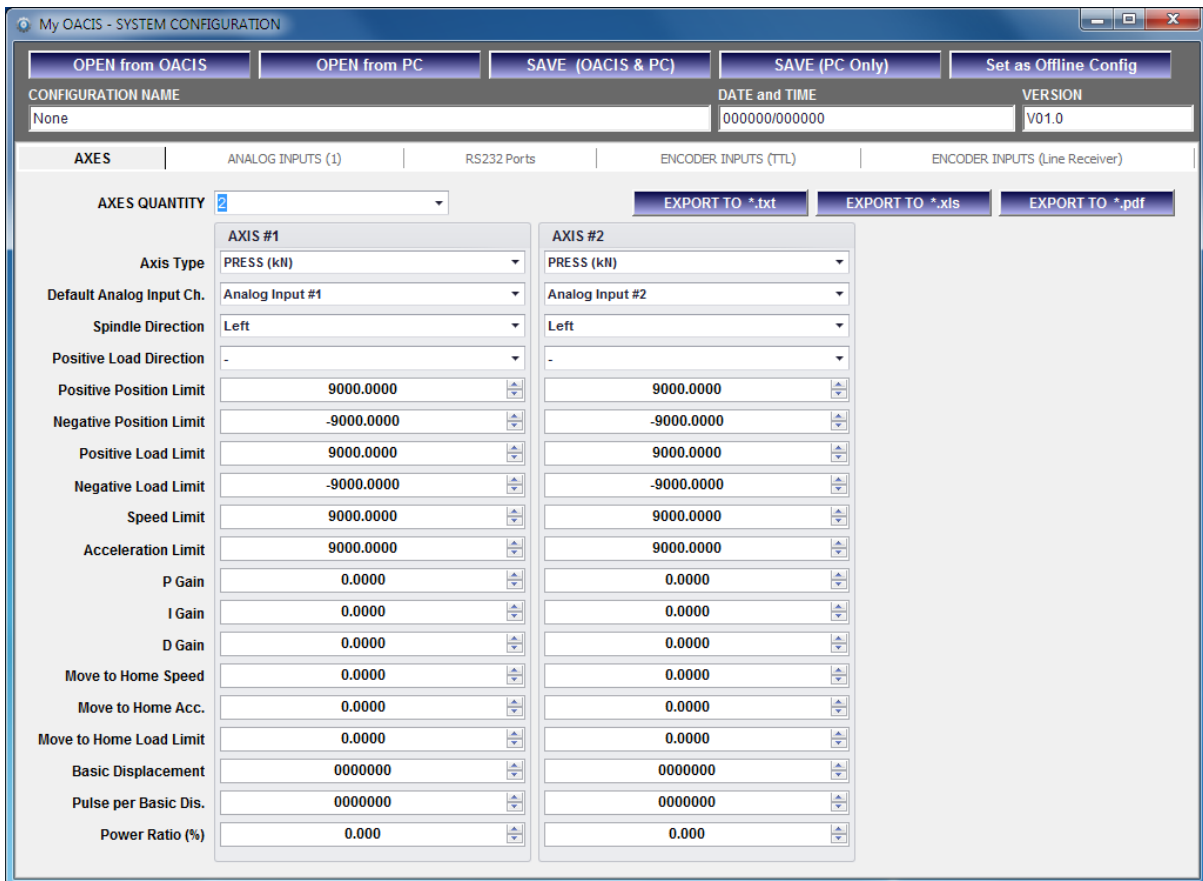 My OACIS - SYSTEM CONFIGURATION
OPEN from OACIS OPEN from PC SAVE (OACIS & PC) SAVE (PC Only) Set as Offline Config
CONFIGURATION NAME DATE and TIME VERSION
None 000000/000000 V01.0
AXES ANALOG INPUTS (1) RS232 Ports ENCODER INPUTS (TTL) ENCODER INPUTS (Line Receiver)
AXES QUANTITY 2 EXPORT TO *.txt EXPORT TO *.xls EXPORT TO *.pdf
AXIS #1 AXIS #2
Axis Type PRESS (kN) PRESS (kN)
Default Analog Input Ch. Analog Input #1 Analog Input #2
Spindle Direction Left Left
Positive Load Direction - -
Positive Position Limit 9000.0000 9000.0000
Negative Position Limit -9000.0000 -9000.0000
Positive Load Limit 9000.0000 9000.0000
Negative Load Limit -9000.0000 -9000.0000
Speed Limit 9000.0000 9000.0000
Acceleration Limit 9000.0000 9000.0000
P Gain 0.0000 0.0000
I Gain 0.0000 0.0000
D Gain 0.0000 0.0000
Move to Home Speed 0.0000 0.0000
Move to Home Acc. 0.0000 0.0000
Move to Home Load Limit 0.0000 0.0000
Basic Displacement 0000000 0000000
Pulse per Basic Dis. 0000000 0000000
Power Ratio (%) 0.000 0.000